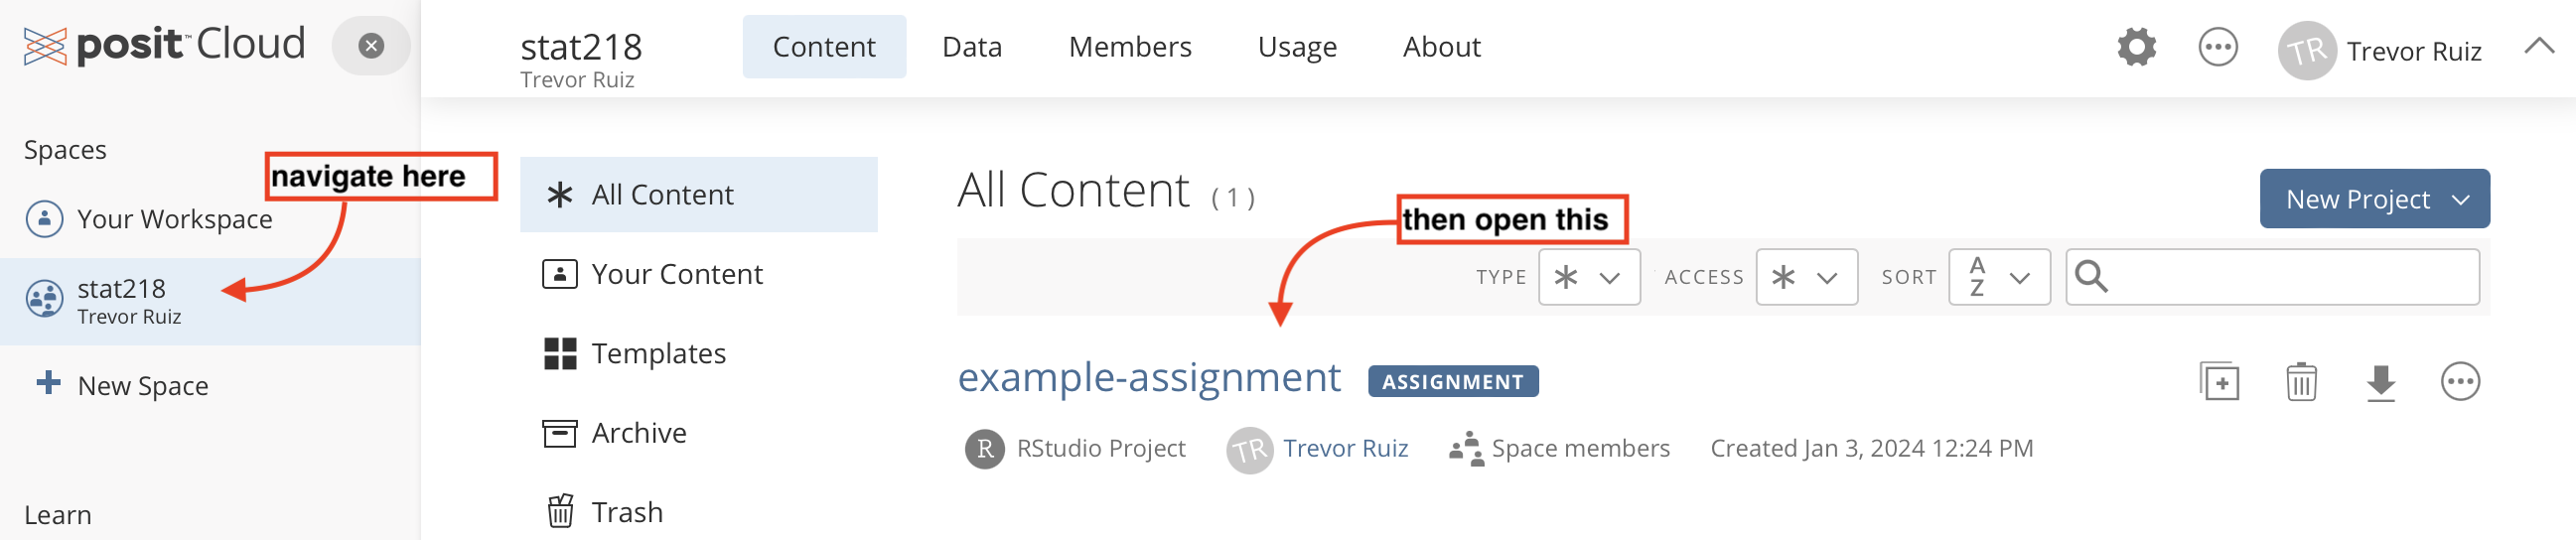 posit™ Cloud
Spaces
navigate here
Your Workspace
stat218
Trevor Ruiz
New Space
Learn
stat218
Trevor Ruiz
Content
Data
Members
Usage
About
TR
Trevor Ruiz
All Content
Your Content
Templates
Archive
Trash
All Content (1)
then open this
New Project
TYPE
ACCESS
SORT
A
Z
example-assignment
ASSIGNMENT
R RStudio Project
TR Trevor Ruiz
Space members
Created Jan 3, 2024 12:24 PM